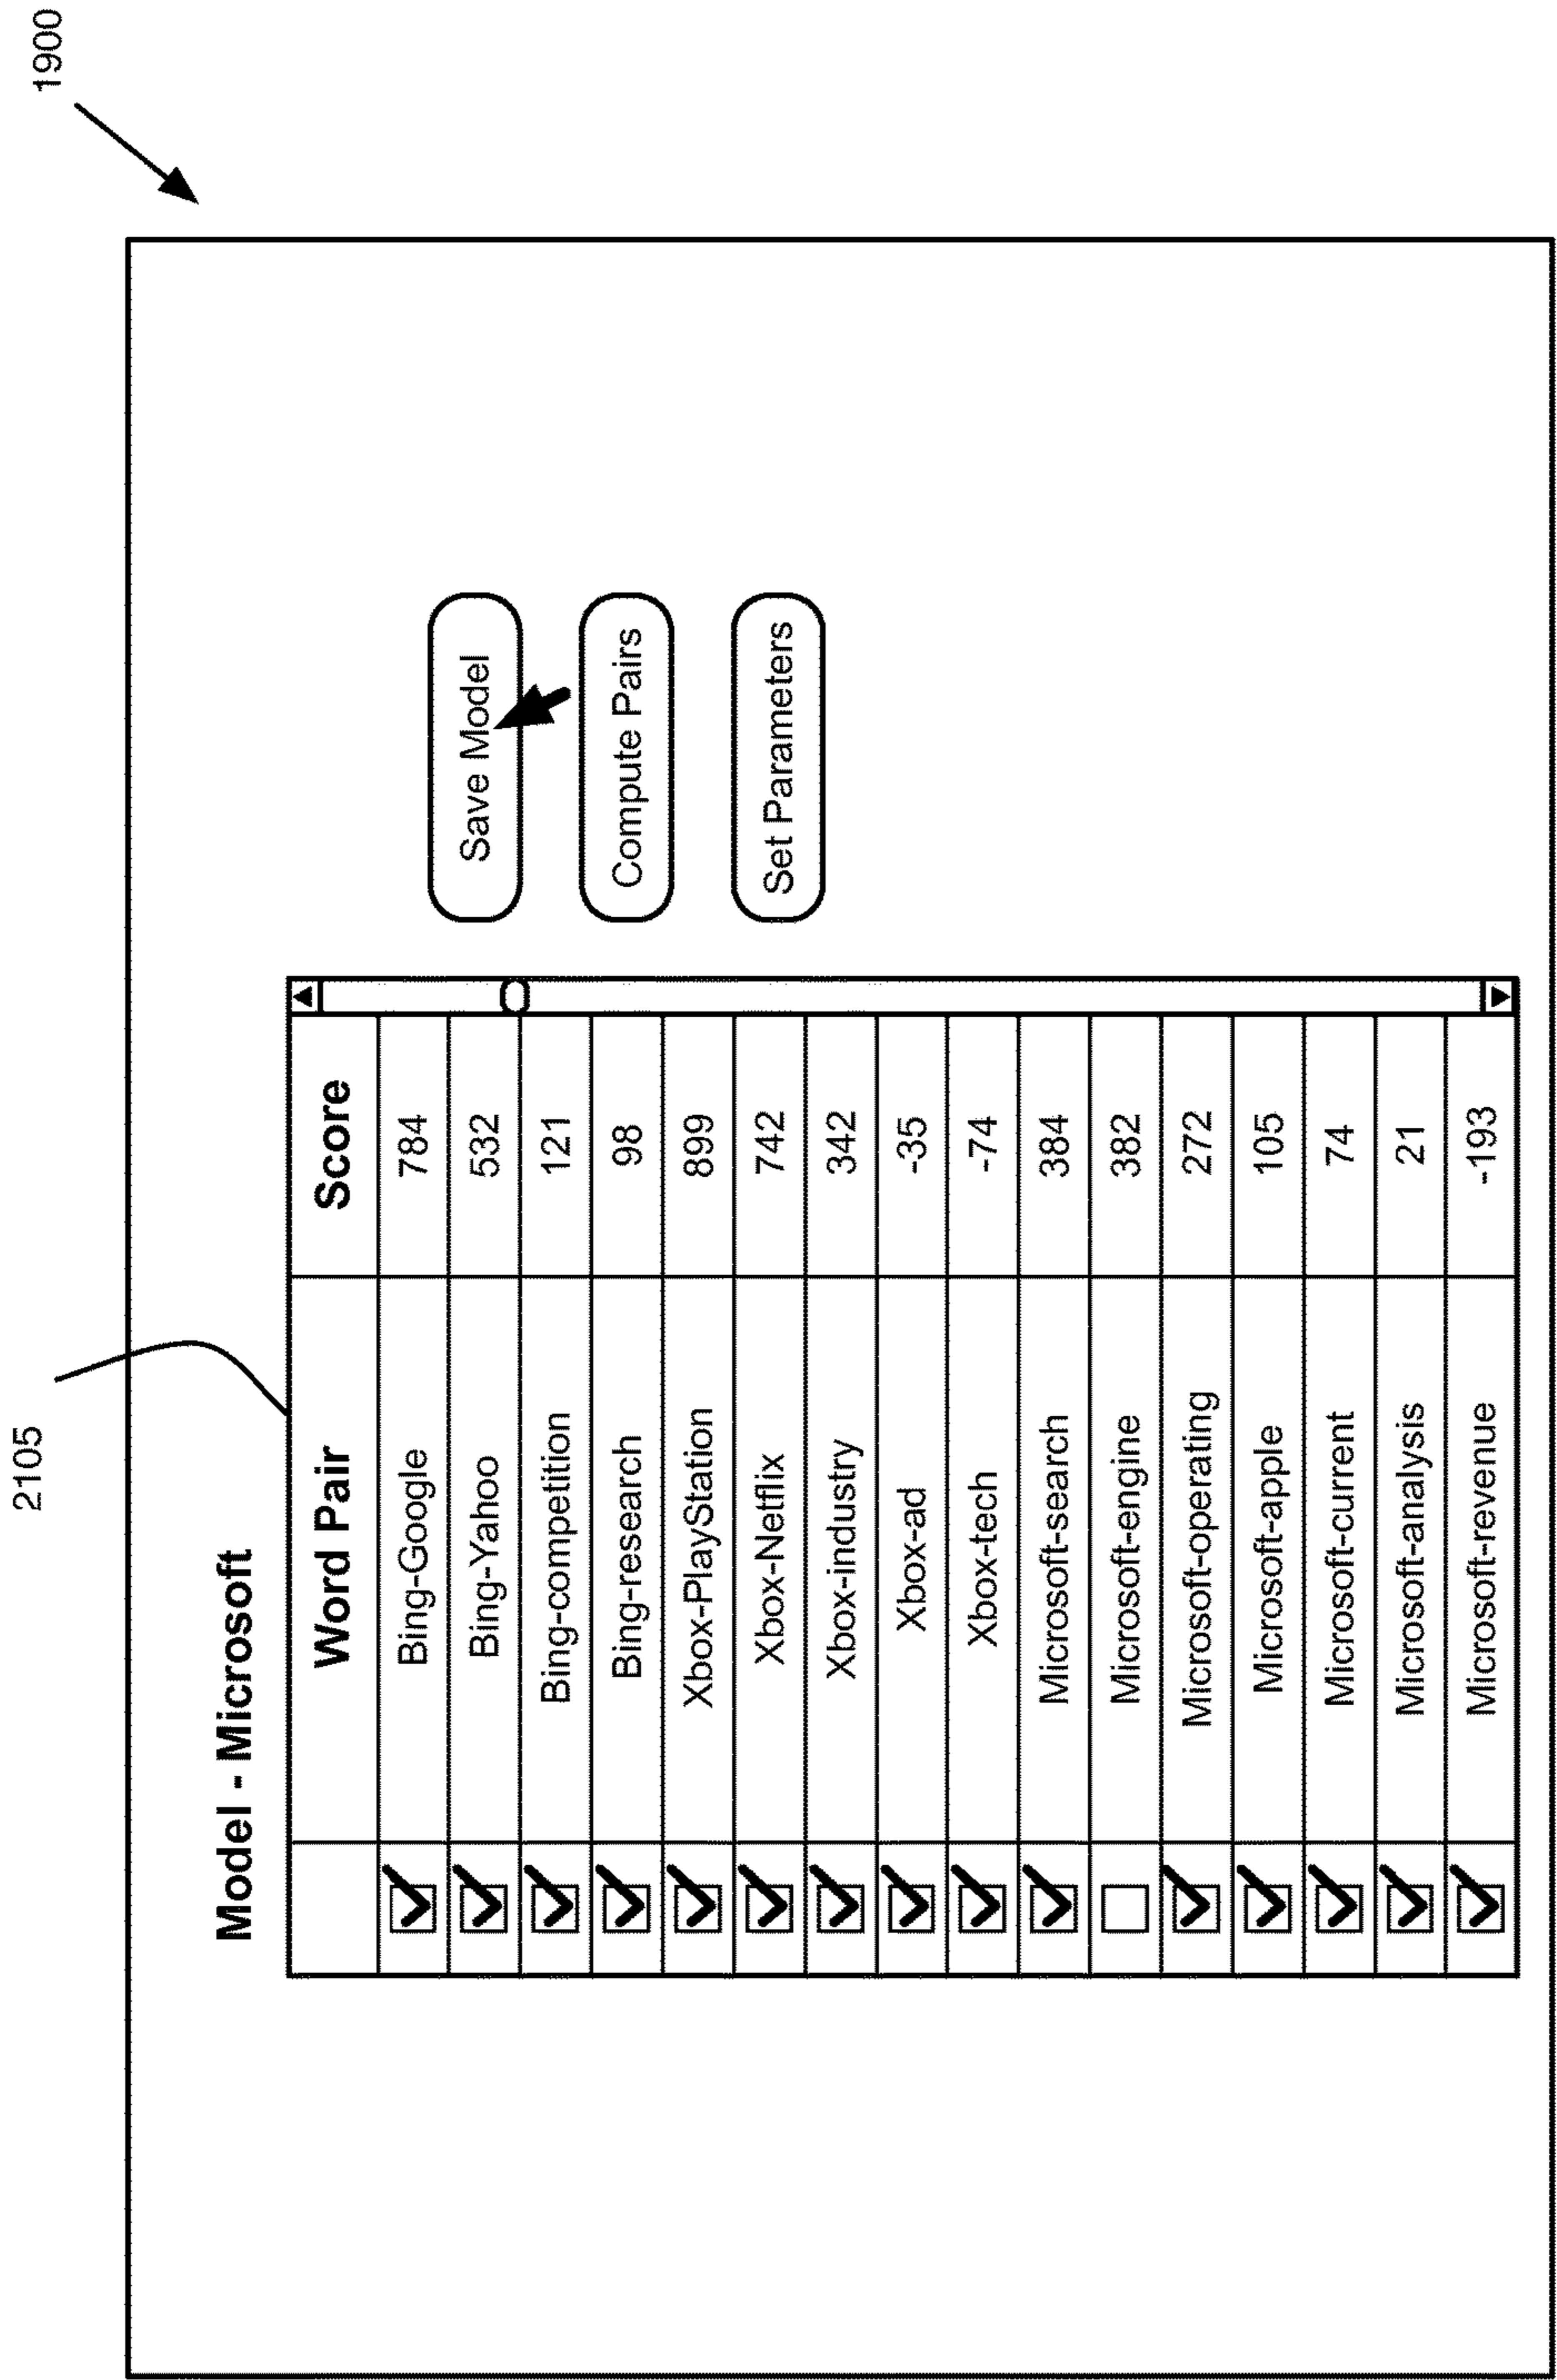 1900
2105
Model - Microsoft
Word Pair Score
Bing-Google 784
Bing-Yahoo 532
Bing-competition 121
Bing-research 98
Xbox-PlayStation 899
Xbox-Netflix 742
Xbox-industry 342
Xbox-ad -35
Xbox-tech -74
Microsoft-search 384
Microsoft-engine 382
Microsoft-operating 272
Microsoft-apple 105
Microsoft-current 74
Microsoft-analysis 21
Microsoft-revenue -193
Save Model
Compute Pairs
Set Parameters